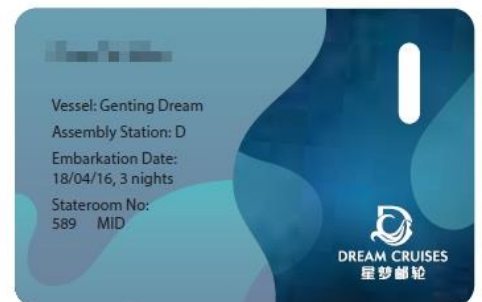 Vessel: Genting Dream
Assembly Station: D
Embarkation Date:
18/04/16, 3 nights
Stateroom No:
589 MID
DREAM CRUISES
星梦邮轮